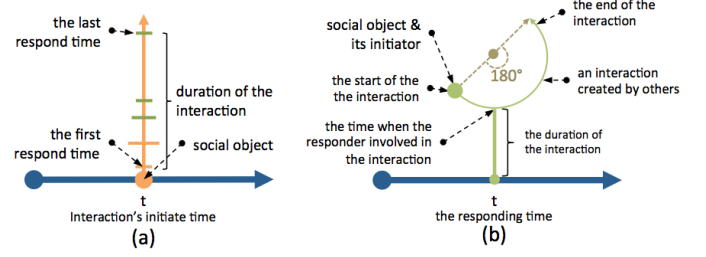 the last
respond time
duration of the
interaction
the first
respond time
social object
t
Interaction's initiate time
(a)
the end of the
interaction
social object &
its initiator
180°
an interaction
created by others
the start of the
the interaction
the time when the
responder involved in
the interaction
the duration of
the interaction
t
the responding time
(b)